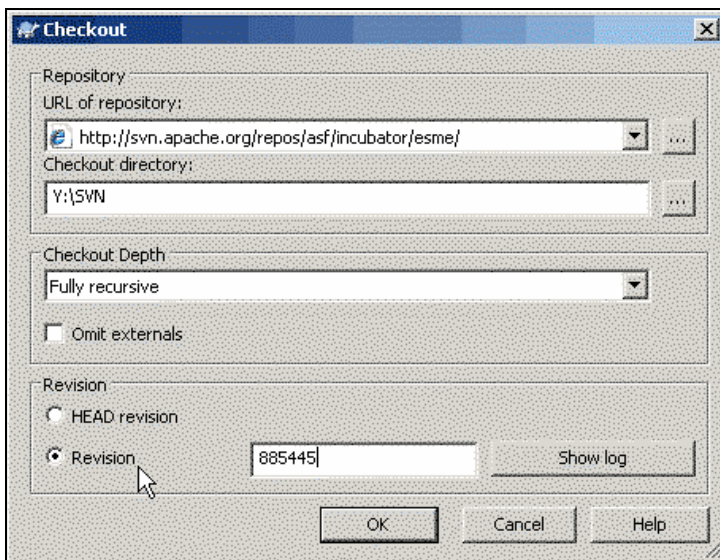 Checkout
Repository
URL of repository:
http://svn.apache.org/repos/asf/incubator/esme/
...
Checkout directory:
Y:\SVN
...
Checkout Depth
Fully recursive
Omit externals
Revision
HEAD revision
Revision 885445 Show log
OK Cancel Help